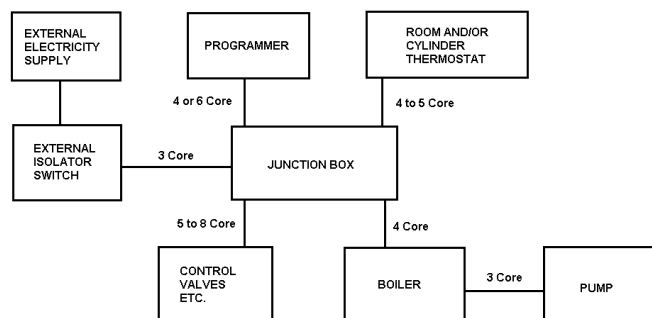 EXTERNAL
ELECTRICITY
SUPPLY
PROGRAMMER
ROOM AND/OR
CYLINDER
THERMOSTAT
4 or 6 Core
4 to 5 Core
EXTERNAL
ISOLATOR
SWITCH
3 Core
JUNCTION BOX
5 to 8 Core
4 Core
CONTROL
VALVES
ETC.
BOILER
3 Core
PUMP